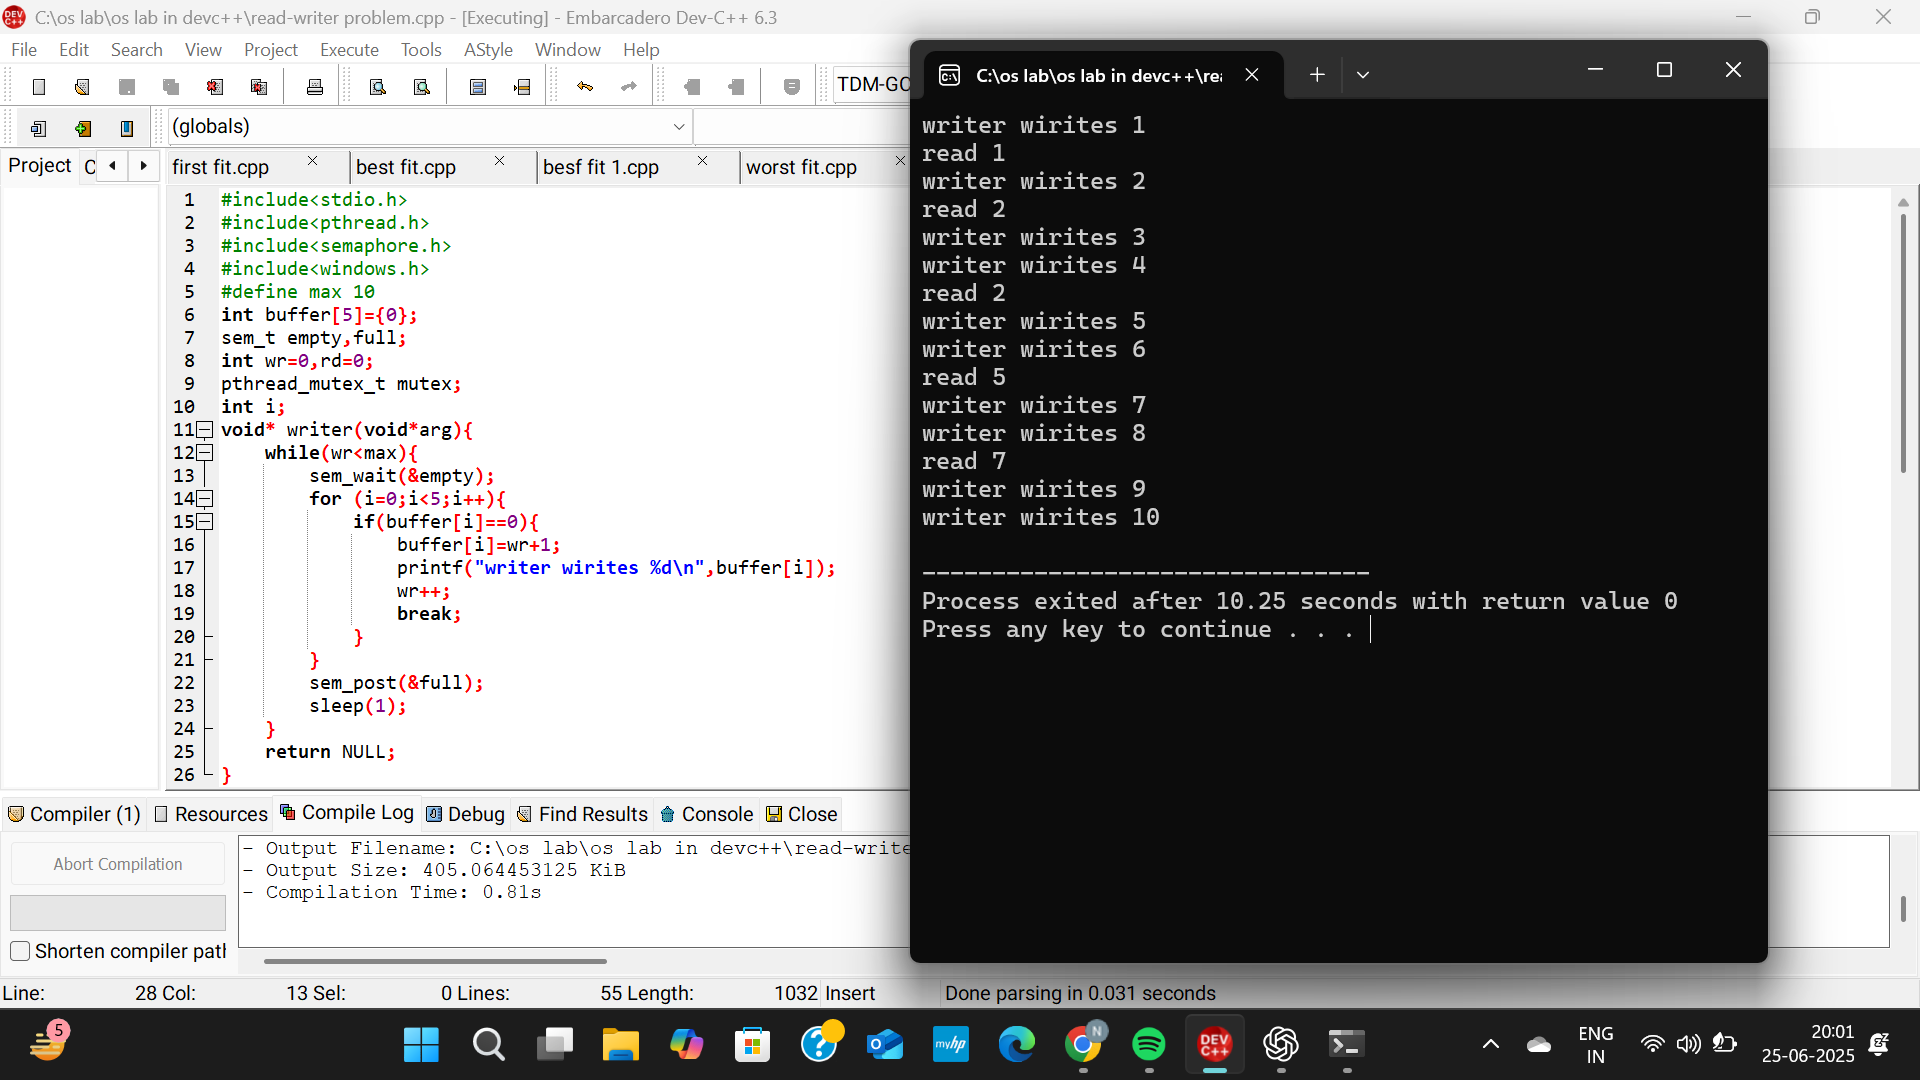 C:\os lab\os lab in devc++\read-writer problem.cpp - [Executing] - Embarcadero Dev-C++ 6.3
File Edit Search View Project Execute Tools AStyle Window Help
TDM-GC
(globals)
Project C
first fit.cpp best fit.cpp besf fit 1.cpp worst fit.cpp
1 #include<stdio.h>
2 #include<pthread.h>
3 #include<semaphore.h>
4 #include<windows.h>
5 #define max 10
6 int buffer[5]={0};
7 sem_t empty,full;
8 int wr=0,rd=0;
9 pthread_mutex_t mutex;
10 int i;
11 void* writer(void*arg){
12 while(wr<max){
13 sem_wait(&empty);
14 for (i=0;i<5;i++){
15 if(buffer[i]==0){
16 buffer[i]=wr+1;
17 printf("writer wirites %d\n",buffer[i]);
18 wr++;
19 break;
20 }
21 }
22 sem_post(&full);
23 sleep(1);
24 }
25 return NULL;
26 }
C:\os lab\os lab in devc++\rea
writer wirites 1
read 1
writer wirites 2
read 2
writer wirites 3
writer wirites 4
read 2
writer wirites 5
writer wirites 6
read 5
writer wirites 7
writer wirites 8
read 7
writer wirites 9
writer wirites 10
--------------------------------
Process exited after 10.25 seconds with return value 0
Press any key to continue . . .
Compiler (1) Resources Compile Log Debug Find Results Console Close
Abort Compilation
Shorten compiler path
- Output Filename: C:\os lab\os lab in devc++\read-write
- Output Size: 405.064453125 KiB
- Compilation Time: 0.81s
Line: 28 Col: 13 Sel: 0 Lines: 55 Length: 1032 Insert Done parsing in 0.031 seconds
5
myhp
N
DEV C++
ENG
IN
20:01
25-06-2025